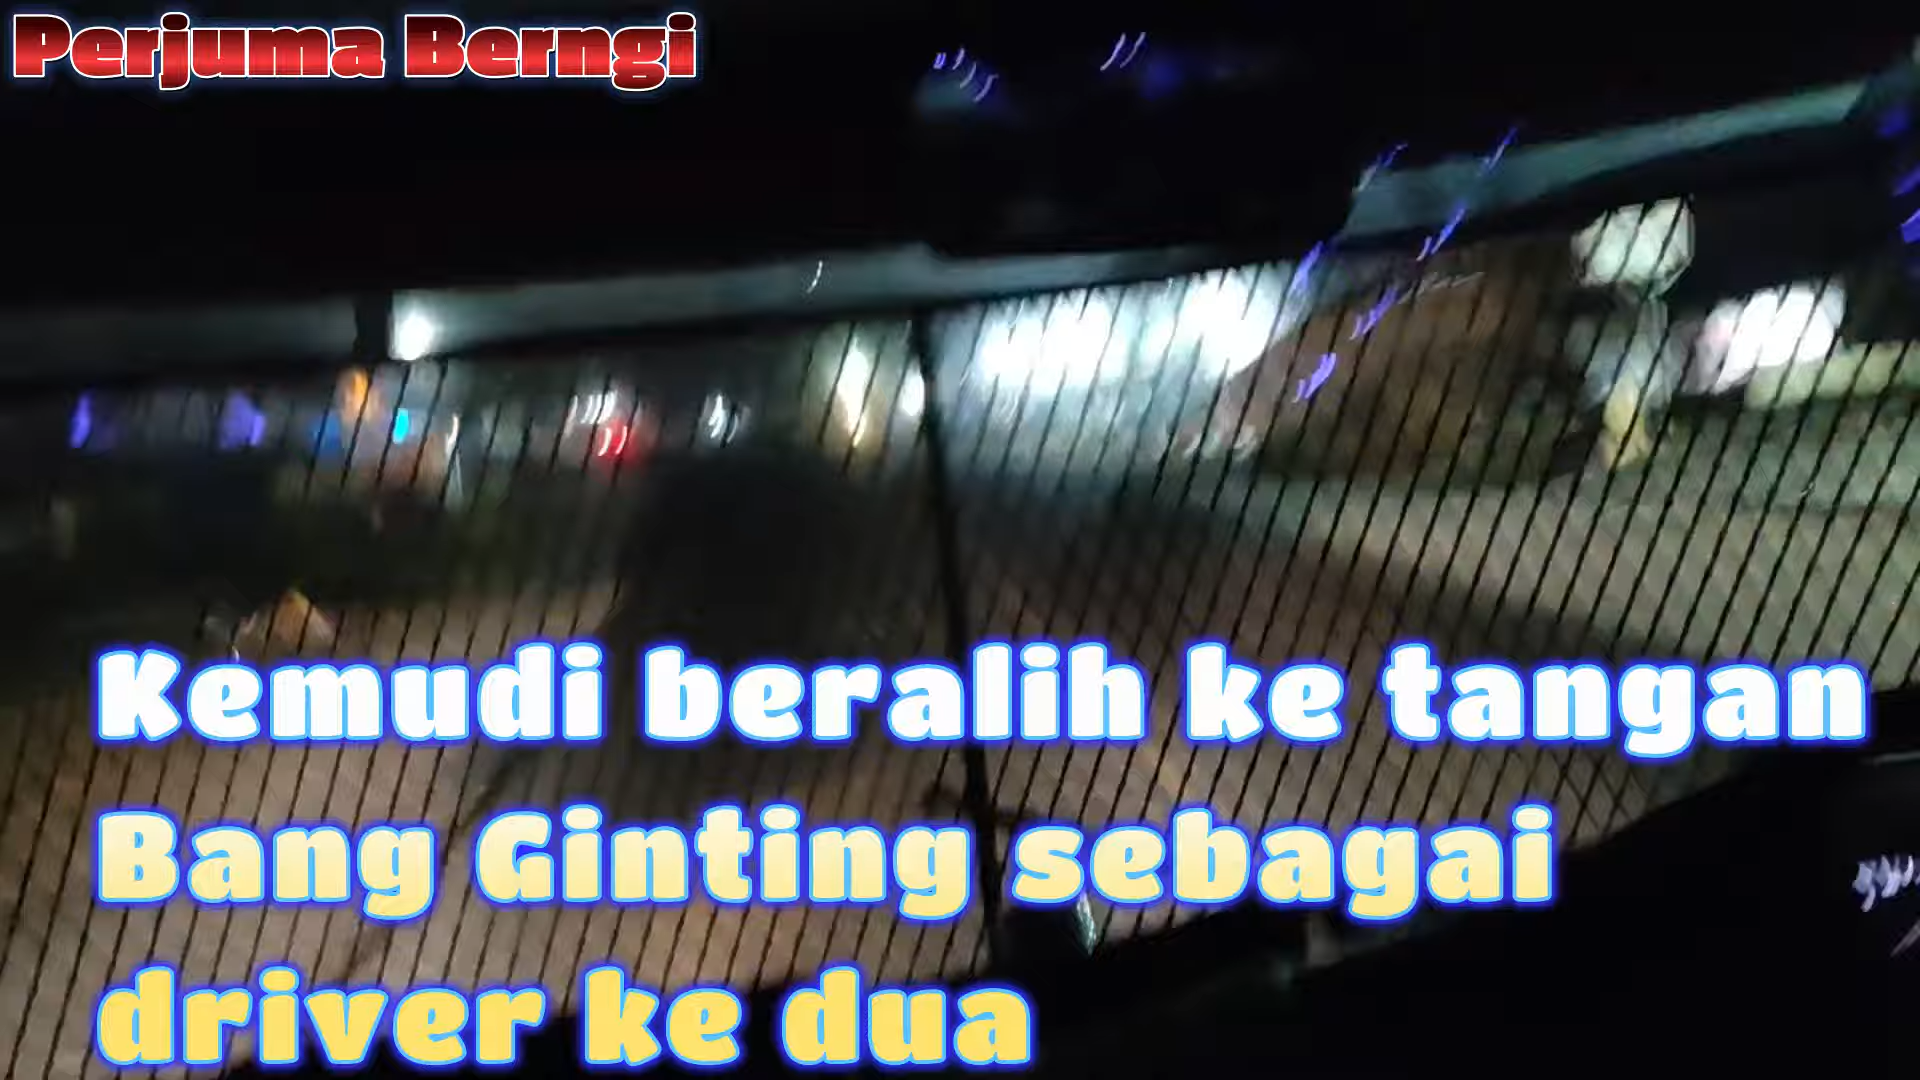 Perjuma Berngi
Kemudi beralih ke tangan
Bang Ginting sebagai
driver ke dua